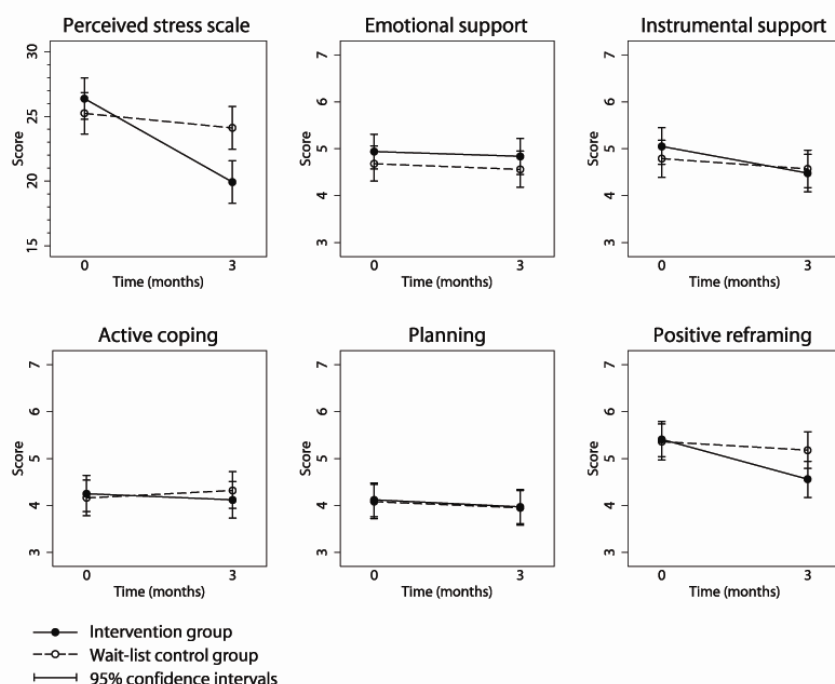 Perceived stress scale
30
25
20
15
Score
0 3
Time (months)
Emotional support
7
6
5
4
3
Score
0 3
Time (months)
Instrumental support
7
6
5
4
3
Score
0 3
Time (months)
Active coping
7
6
5
4
3
Score
0 3
Time (months)
Planning
7
6
5
4
3
Score
0 3
Time (months)
Positive reframing
7
6
5
4
3
Score
0 3
Time (months)
Intervention group
Wait-list control group
95% confidence intervals